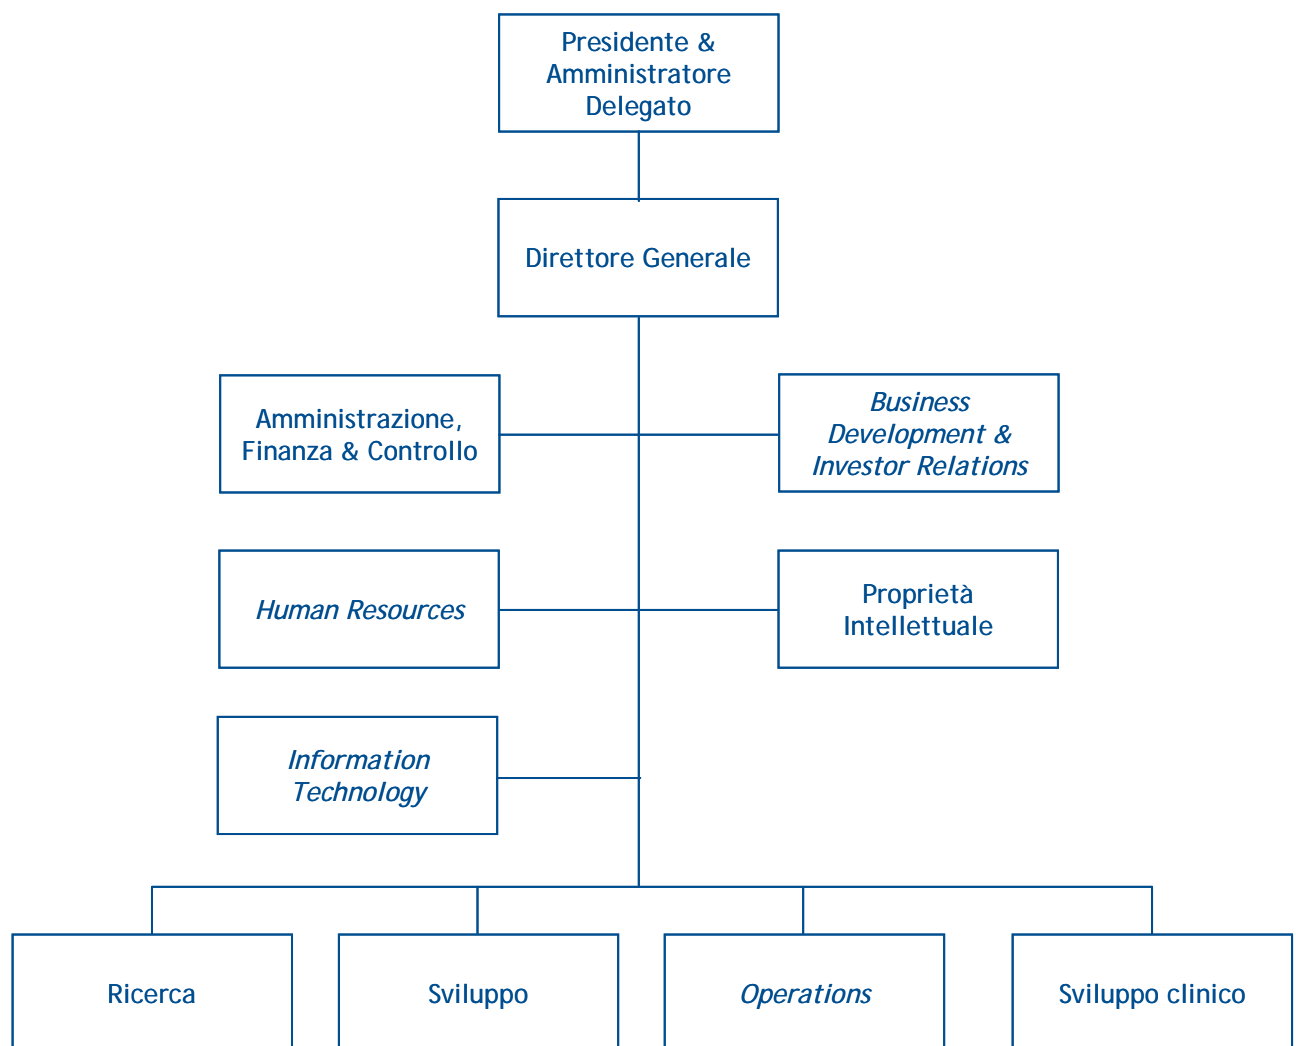 Presidente &
Amministratore
Delegato
Direttore Generale
Amministrazione,
Finanza & Controllo
Business
Development &
Investor Relations
Human Resources
Proprietà
Intellettuale
Information
Technology
Ricerca
Sviluppo
Operations
Sviluppo clinico